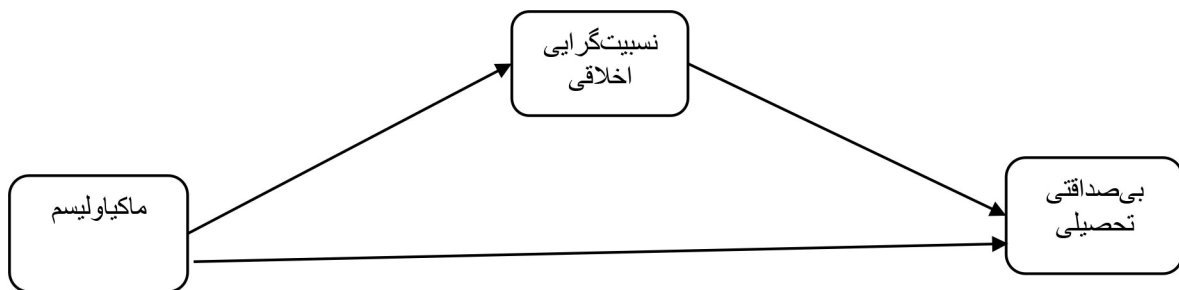 نسبیت‌گرایی
اخلاقی
ماکیاولیسم
بی‌صداقتی
تحصیلی